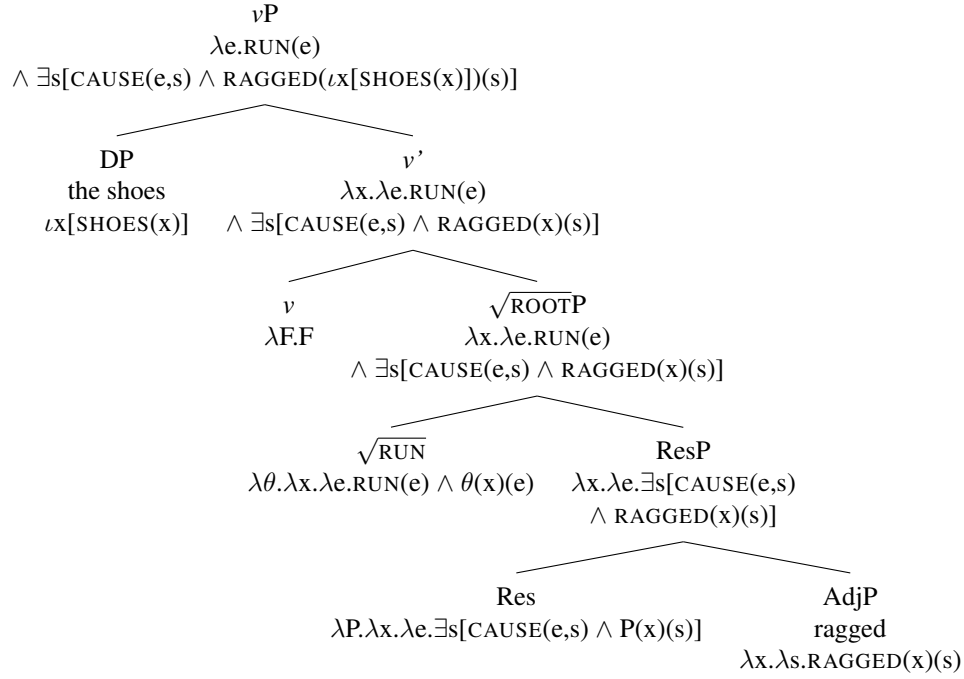 vP
λe.RUN(e)
∧ ∃s[CAUSE(e,s) ∧ RAGGED(ιx[SHOES(x)])(s)]
DP
the shoes
ιx[SHOES(x)]
v'
λx.λe.RUN(e)
∧ ∃s[CAUSE(e,s) ∧ RAGGED(x)(s)]
v
λF.F
√ROOTP
λx.λe.RUN(e)
∧ ∃s[CAUSE(e,s) ∧ RAGGED(x)(s)]
√RUN
λθ.λx.λe.RUN(e) ∧ θ(x)(e)
ResP
λx.λe.∃s[CAUSE(e,s)
∧ RAGGED(x)(s)]
Res
λP.λx.λe.∃s[CAUSE(e,s) ∧ P(x)(s)]
AdjP
ragged
λx.λs.RAGGED(x)(s)